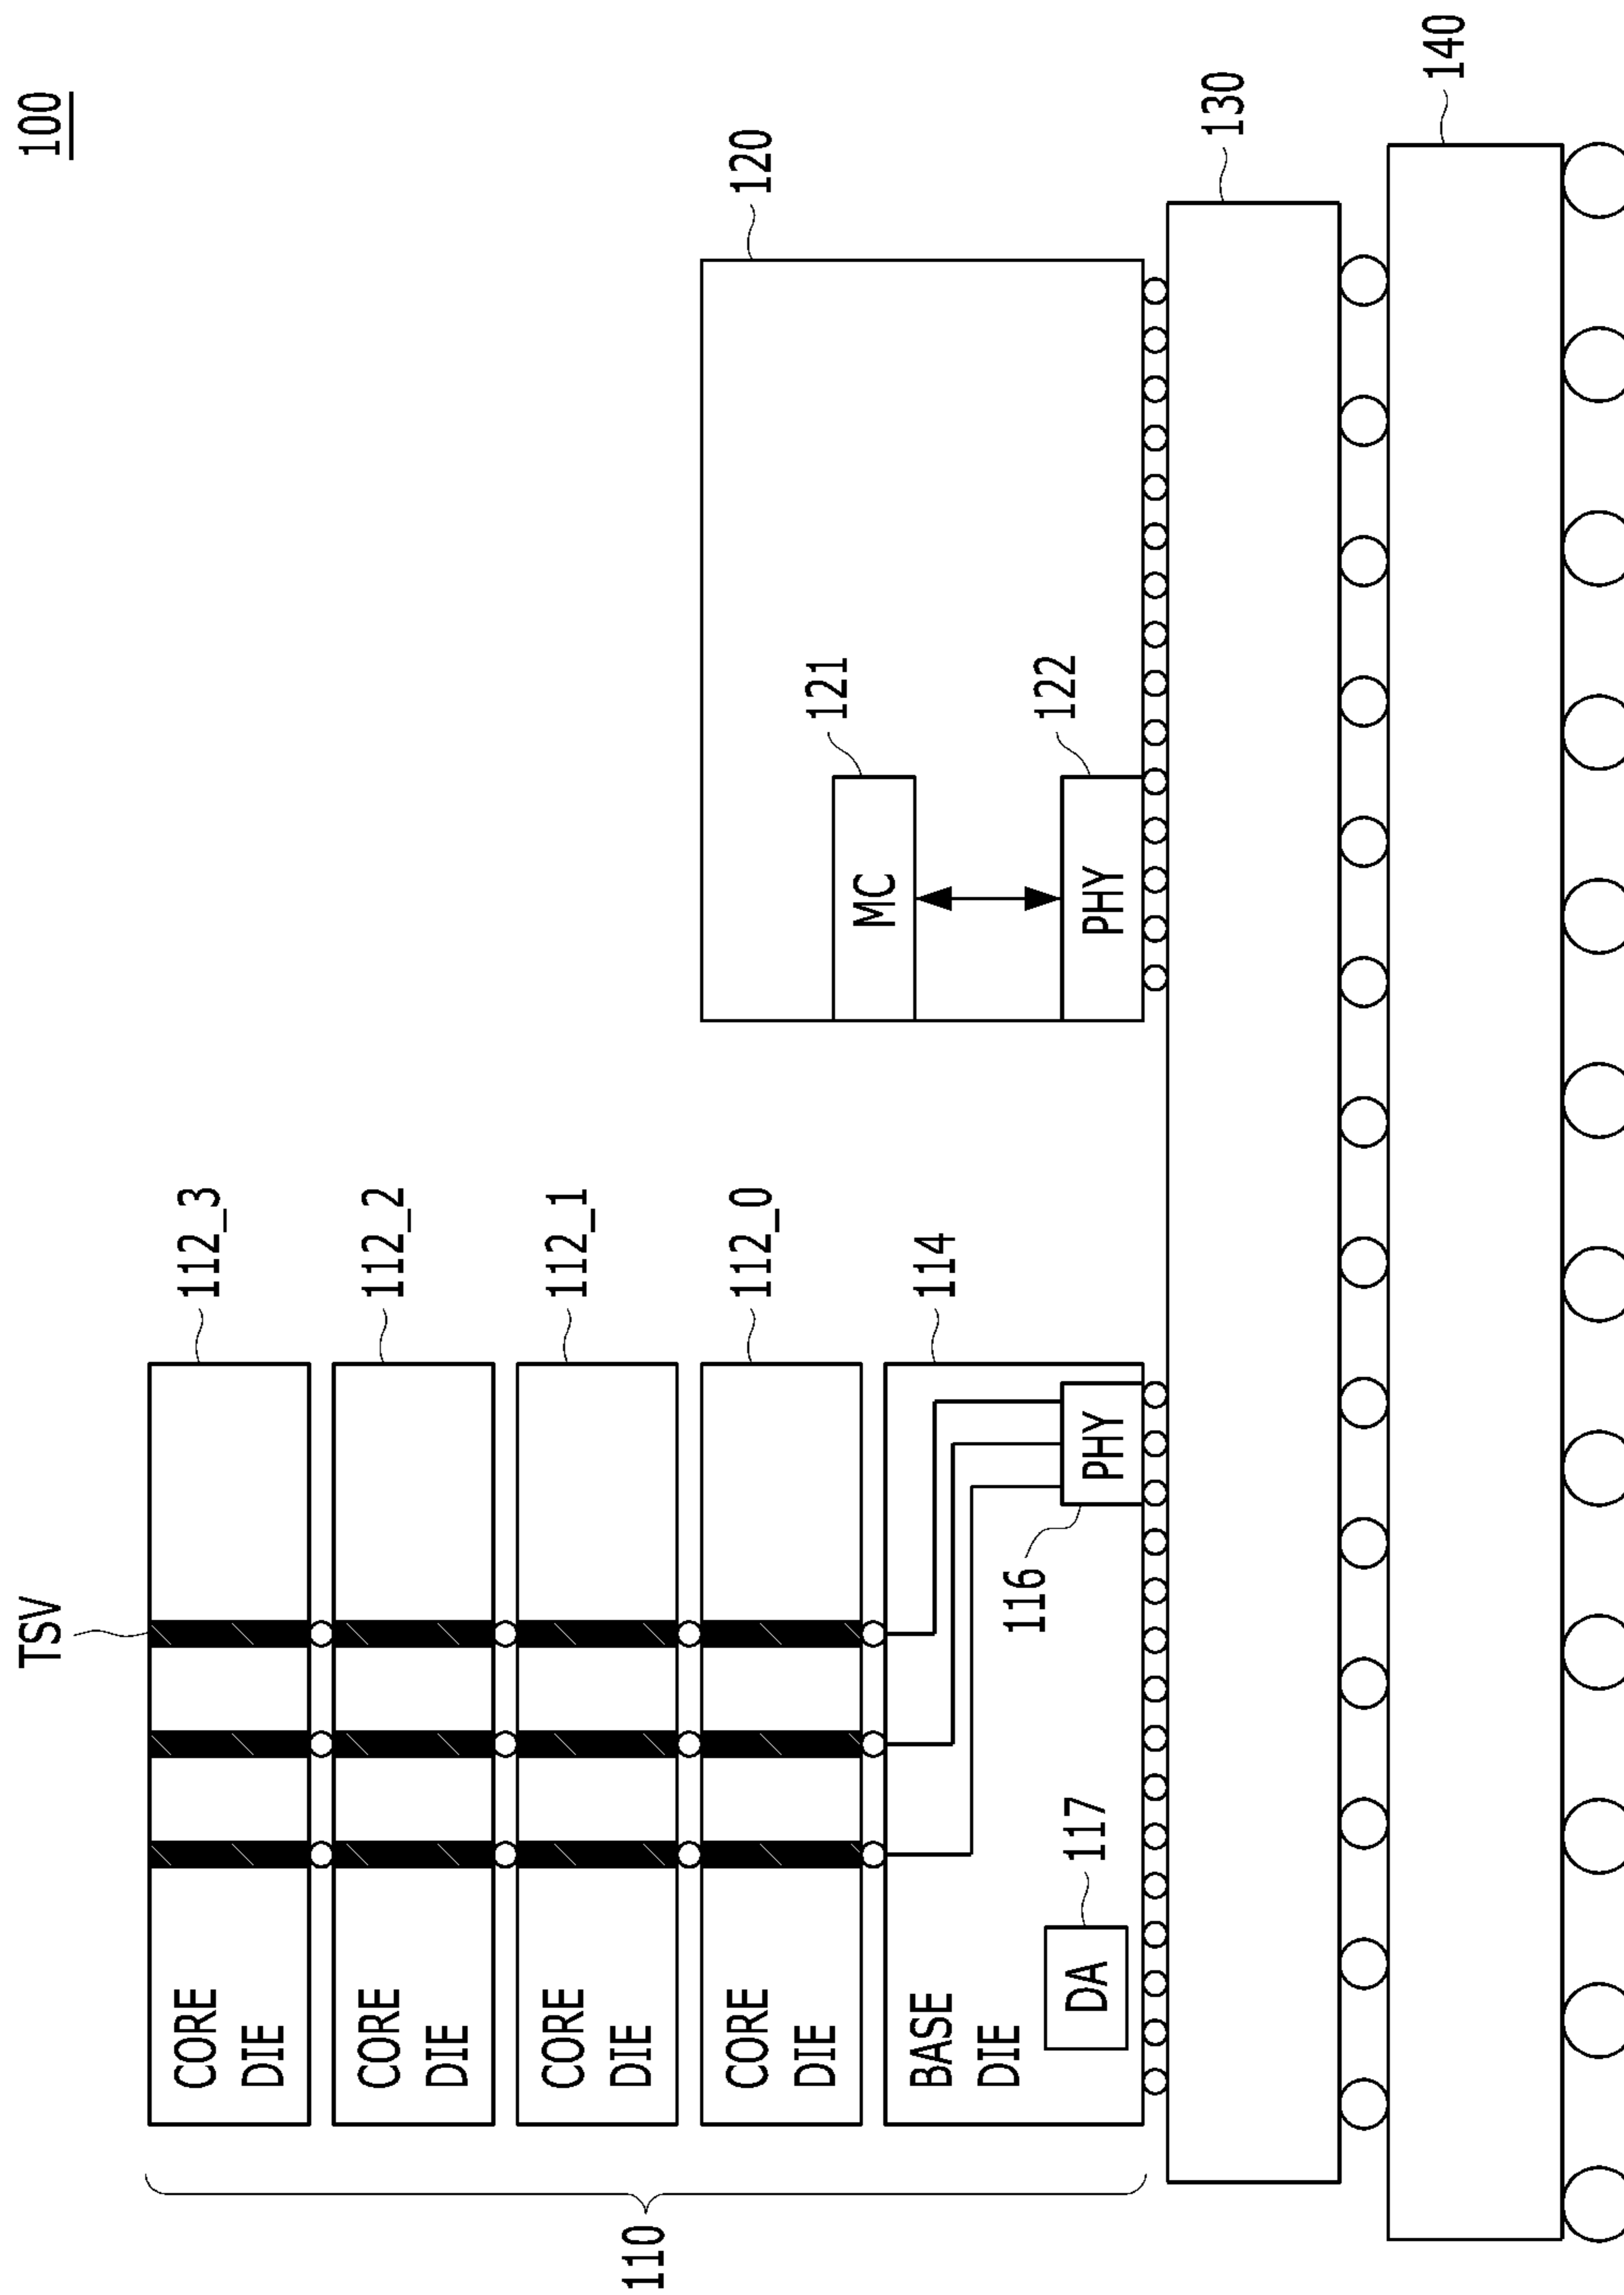 100
TSV
CORE
DIE
112_3
CORE
DIE
112_2
CORE
DIE
112_1
CORE
DIE
112_0
BASE
DIE
114
DA
117
116
PHY
110
120
MC
121
PHY
122
130
140